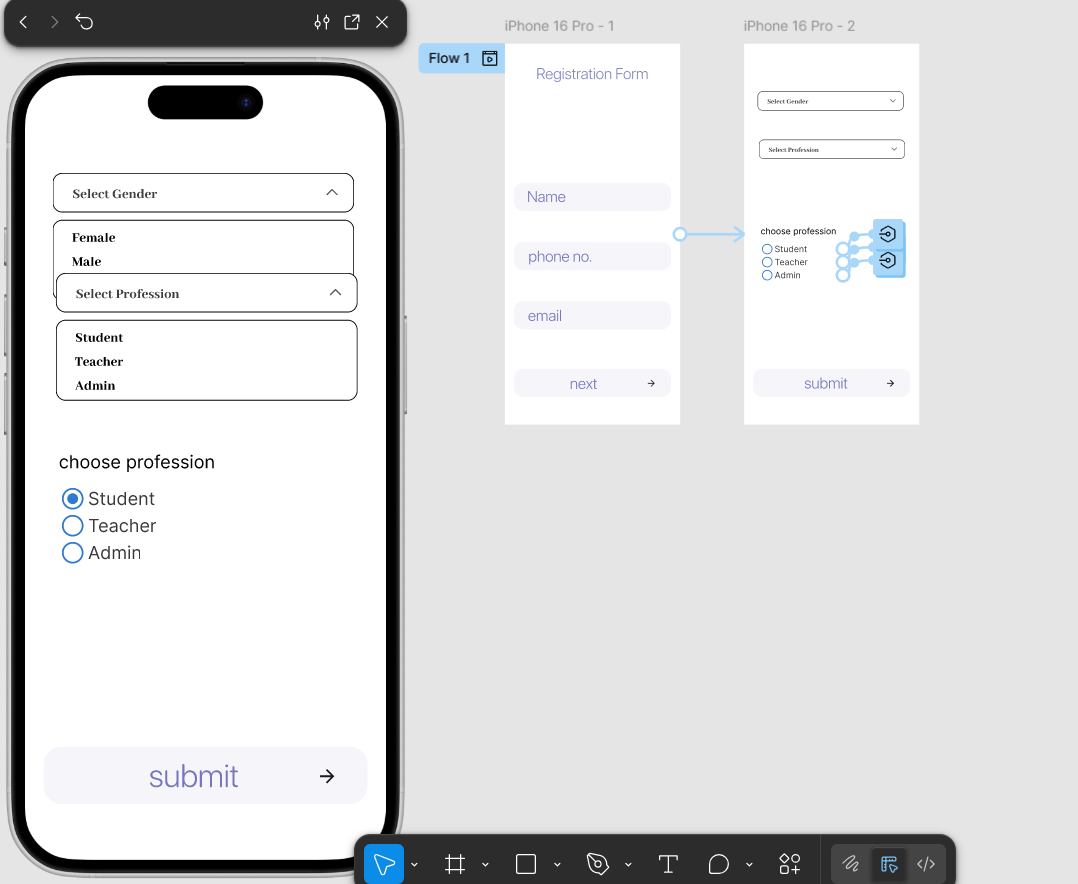 Select Gender
Female
Male
Select Profession
Student
Teacher
Admin
choose profession
Student
Teacher
Admin
submit
Flow 1
iPhone 16 Pro - 1
Registration Form
Name
phone no.
email
next
iPhone 16 Pro - 2
Select Gender
Select Profession
choose profession
Student
Teacher
Admin
submit